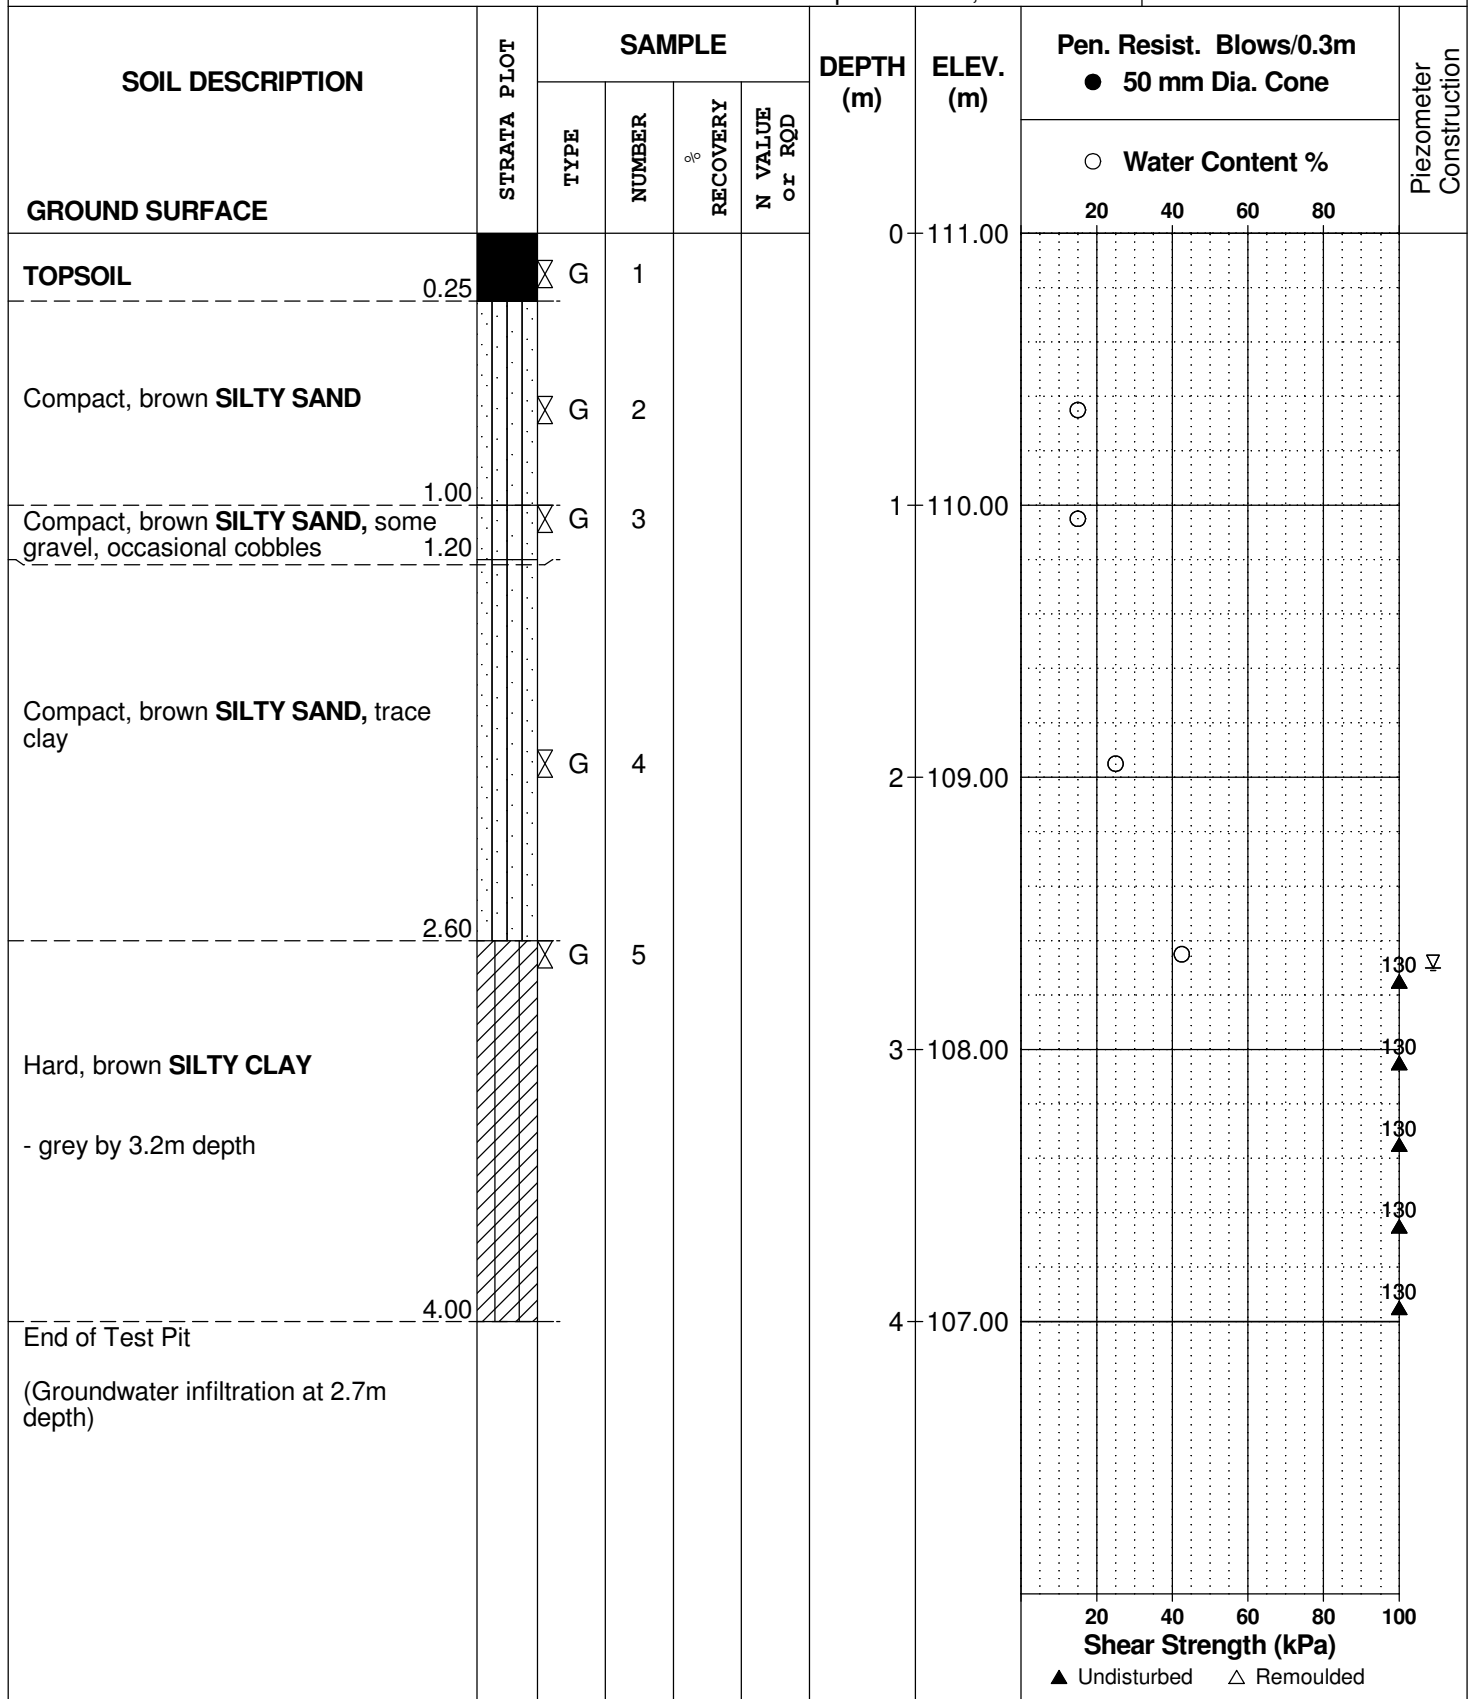 SOIL DESCRIPTION
GROUND SURFACE
STRATA PLOT
SAMPLE
TYPE
NUMBER
%
RECOVERY
N VALUE
or RQD
DEPTH
(m)
ELEV.
(m)
Pen. Resist. Blows/0.3m
● 50 mm Dia. Cone
○ Water Content %
20 40 60 80
Piezometer
Construction
0 111.00
TOPSOIL
0.25
G 1
Compact, brown SILTY SAND
G 2
1.00
1 110.00
Compact, brown SILTY SAND, some
gravel, occasional cobbles 1.20
G 3
Compact, brown SILTY SAND, trace
clay
G 4
2 109.00
2.60
G 5
130
Hard, brown SILTY CLAY
3 108.00
130
- grey by 3.2m depth
130
130
130
4.00
4 107.00
End of Test Pit
(Groundwater infiltration at 2.7m
depth)
20 40 60 80 100
Shear Strength (kPa)
▲ Undisturbed △ Remoulded